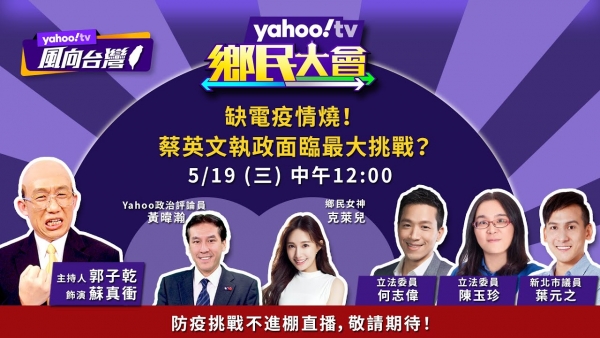 yahoo!tv
風向台灣
yahoo!tv
鄉民大會
缺電疫情燒!
蔡英文執政面臨最大挑戰?
5/19 (三) 中午12:00
主持人 郭子乾
飾演 蘇真衝
Yahoo政治評論員
黃暐瀚
鄉民女神
克萊兒
立法委員
何志偉
立法委員
陳玉珍
新北市議員
葉元之
防疫挑戰不進棚直播,敬請期待!